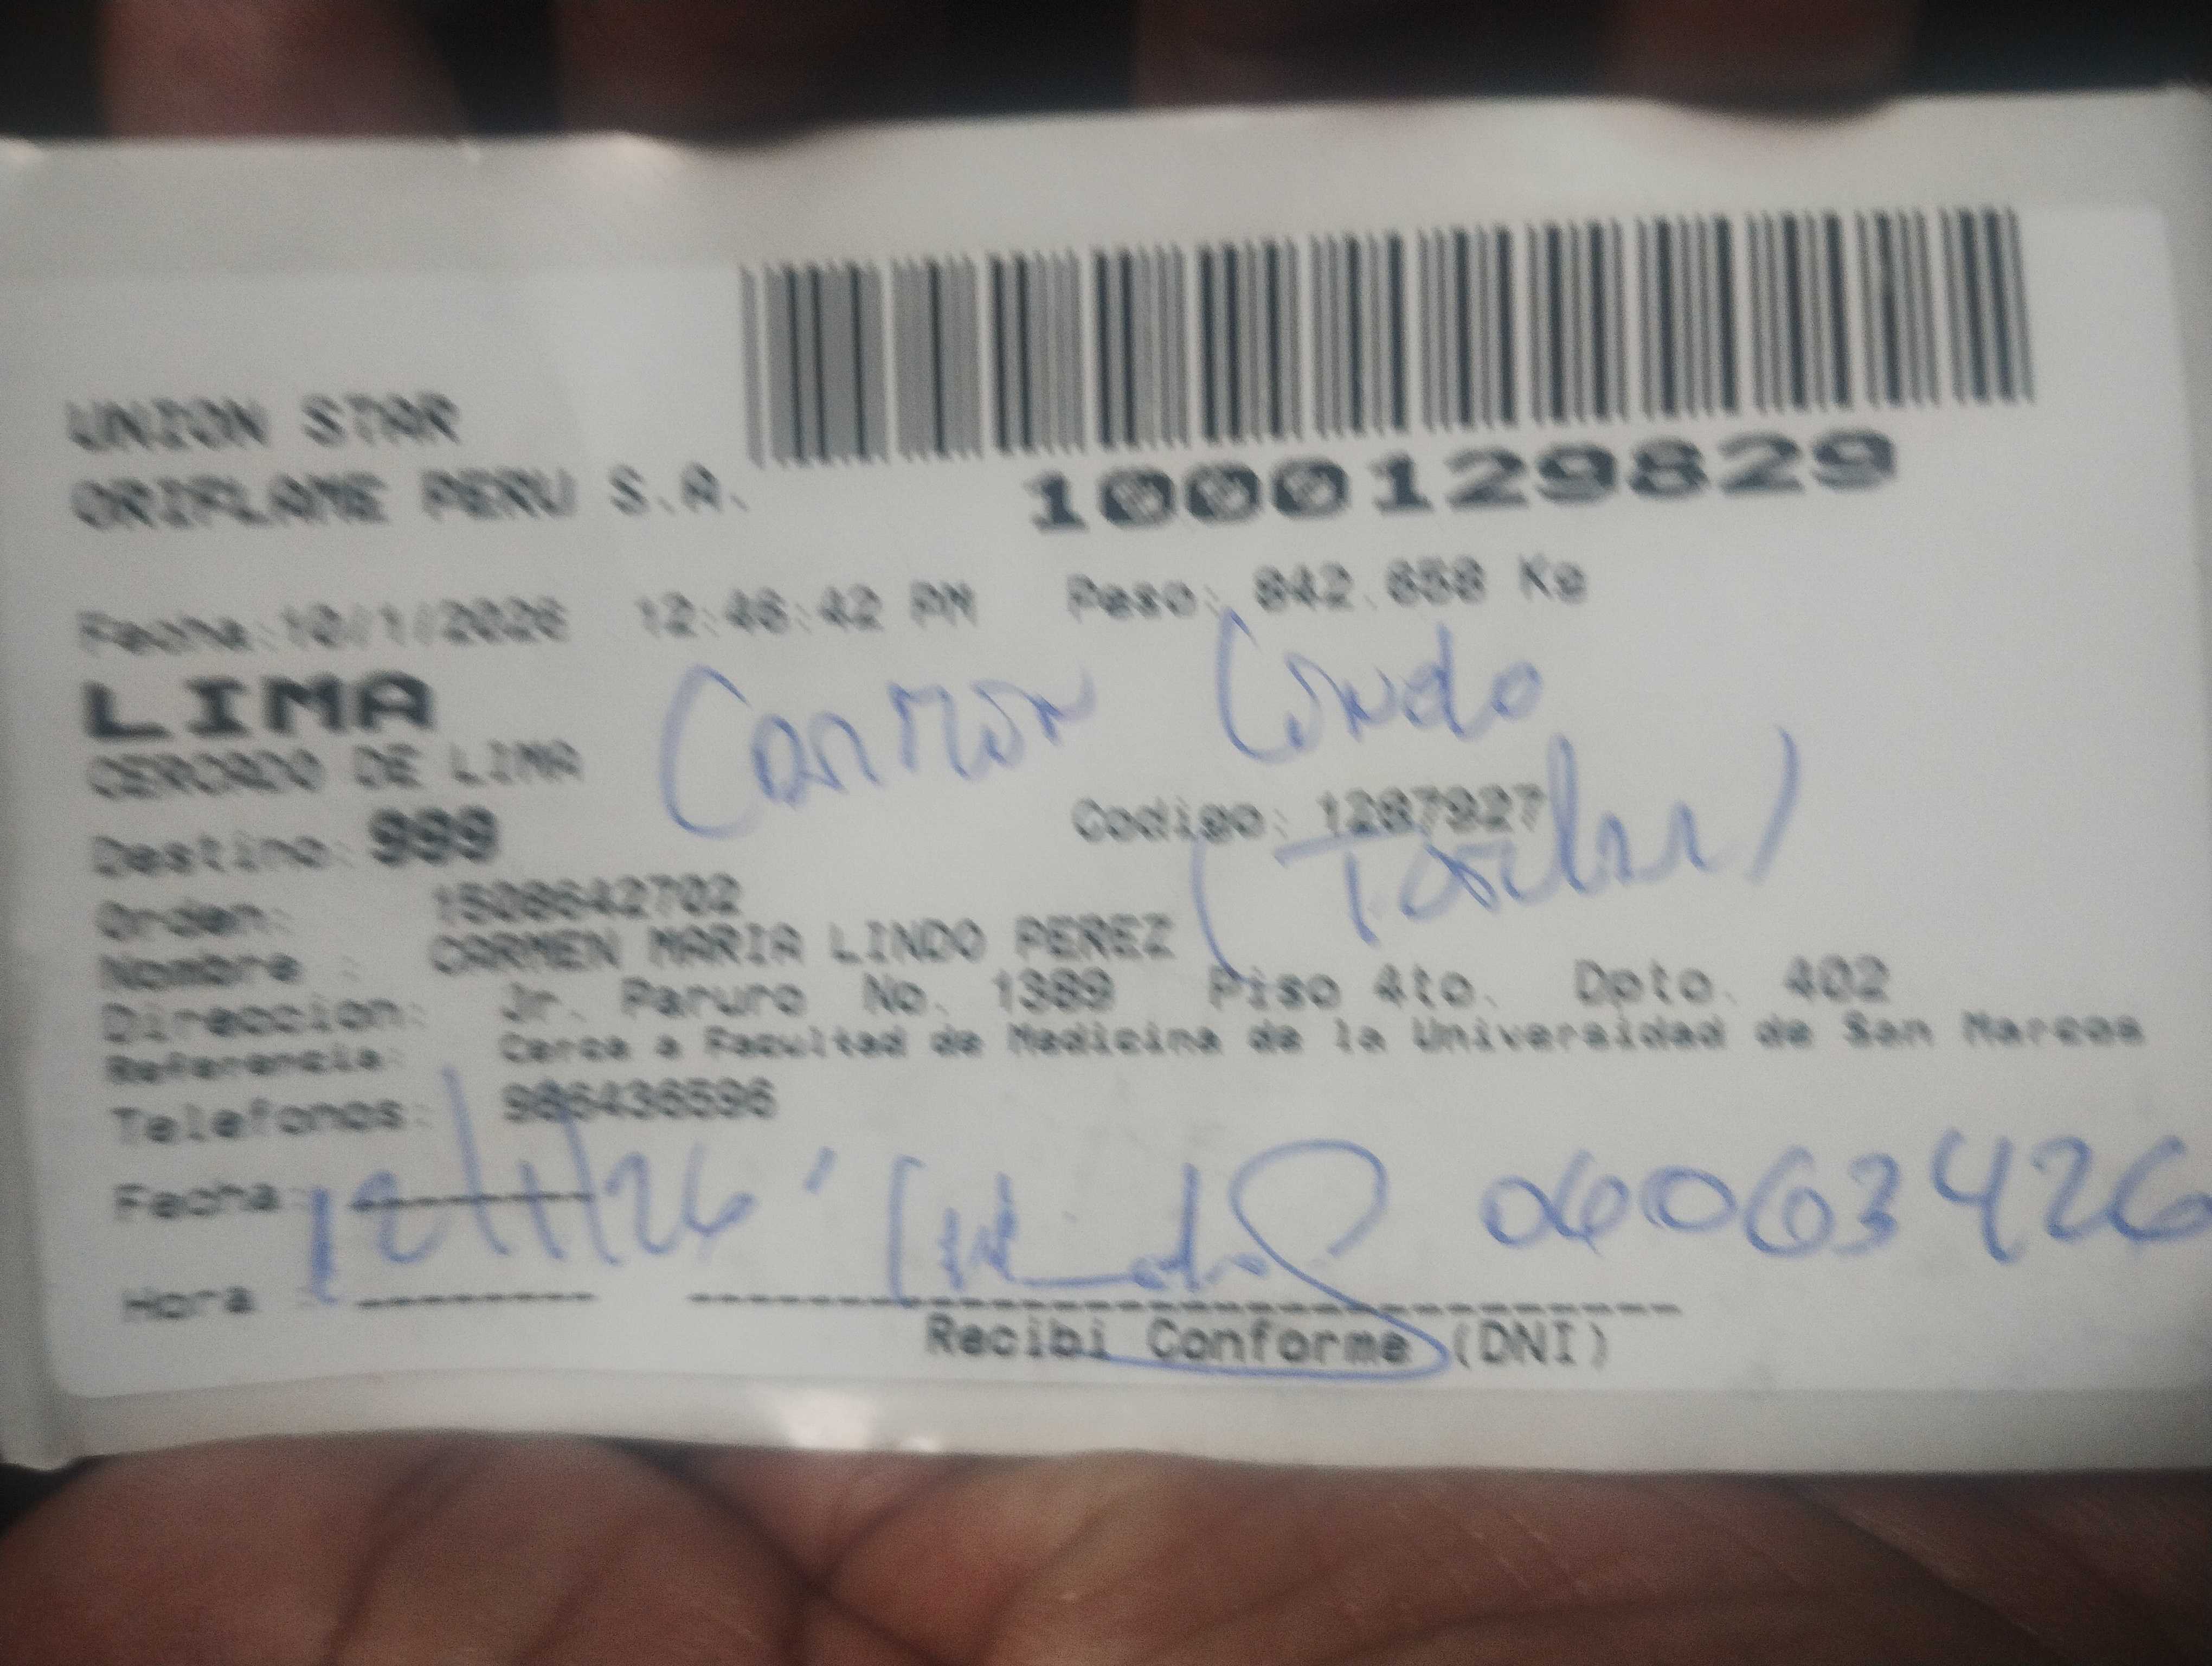 UNION STAR
ORIFLAME PERU S.A.
1000129829
Fecha:10/1/2026 12:46:42 PM Peso: 842.650 Kg
LIMA
CERCADO DE LIMA
Carmen Lindo
Destino: 999
Codigo: 1287927
(Titular)
Orden: 1508642702
Nombre : CARMEN MARIA LINDO PEREZ
Direccion: Jr. Paruro No. 1389 Piso 4to. Dpto. 402
Referencia: Cerca a Facultad de Medicina de la Universidad de San Marcos
Telefonos: 986436596
Fecha : 12/1/26
06063426
Hora :
Recibi Conforme (DNI)